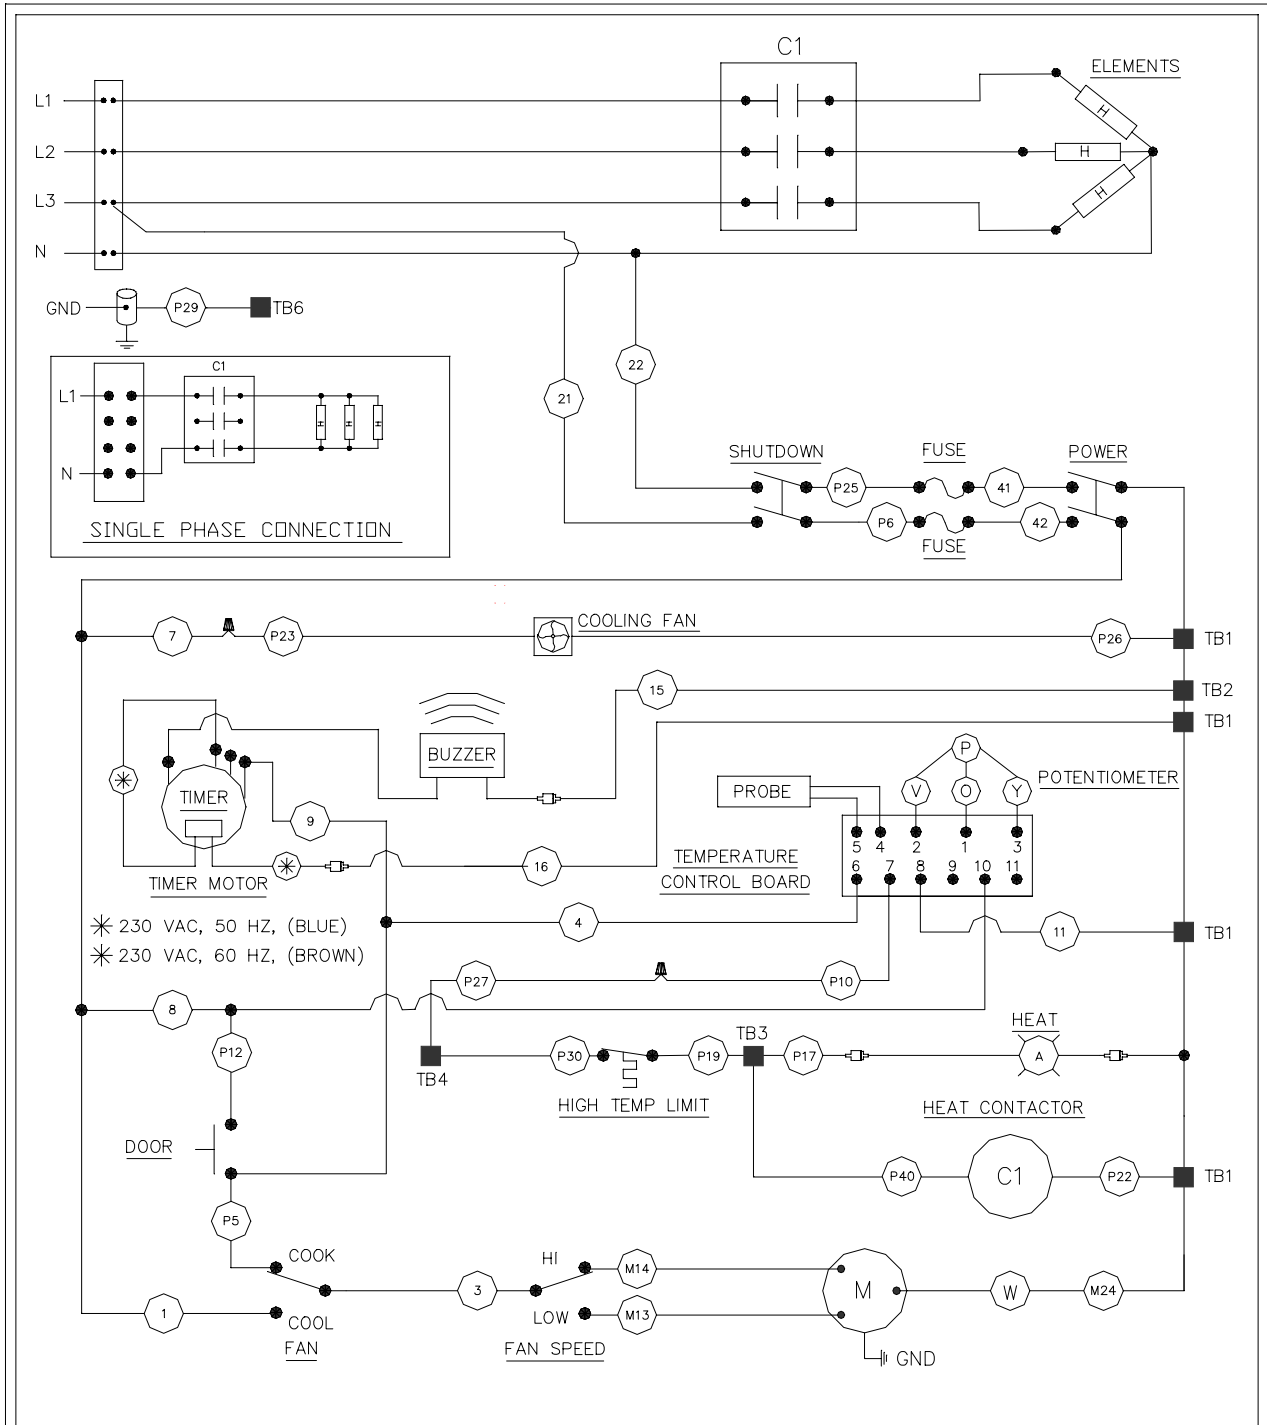 C1
ELEMENTS
L1
H
L2
H
L3
H
N
GND
P29
TB6
C1
22
L1
21
H H H
N
SHUTDOWN
FUSE
POWER
P25
41
P6
42
FUSE
SINGLE PHASE CONNECTION
COOLING FAN
7
P23
P26
TB1
15
TB2
TB1
BUZZER
P
POTENTIOMETER
TIMER
PROBE
V
O
Y
9
5 4 2 1 3
TEMPERATURE
CONTROL BOARD
6 7 8 9 10 11
16
TIMER MOTOR
230 VAC, 50 HZ, (BLUE)
4
11
TB1
230 VAC, 60 HZ, (BROWN)
P27
P10
8
HEAT
P12
TB3
P30
P19
P17
A
TB4
HIGH TEMP LIMIT
HEAT CONTACTOR
DOOR
P40
C1
P22
TB1
P5
COOK
HI
M14
3
M
W
M24
1
COOL
LOW
M13
FAN
FAN SPEED
GND